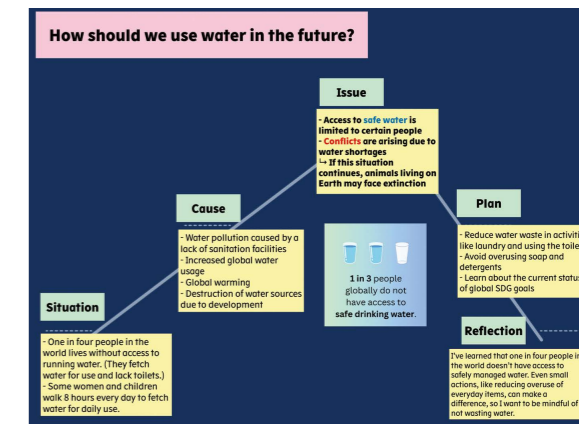 How should we use water in the future?
Issue
- Access to safe water is
limited to certain people
- Conflicts are arising due to
water shortages
↳ If this situation
continues, animals living on
Earth may face extinction
Cause
- Water pollution caused by a
lack of sanitation facilities
- Increased global water
usage
- Global warming
- Destruction of water sources
due to development
1 in 3 people
globally do not
have access to
safe drinking water.
Situation
- One in four people in the
world lives without access to
running water. (They fetch
water for use and lack toilets.)
- Some women and children
walk 8 hours every day to fetch
water for daily use.
Plan
- Reduce water waste in activiti
like laundry and using the toile
- Avoid overusing soap and
detergents
- Learn about the current status
of global SDG goals
Reflection
I've learned that one in four people in
the world doesn't have access to
safely managed water. Even small
actions, like reducing overuse of
everyday items, can make a
difference, so I want to be mindful of
not wasting water.